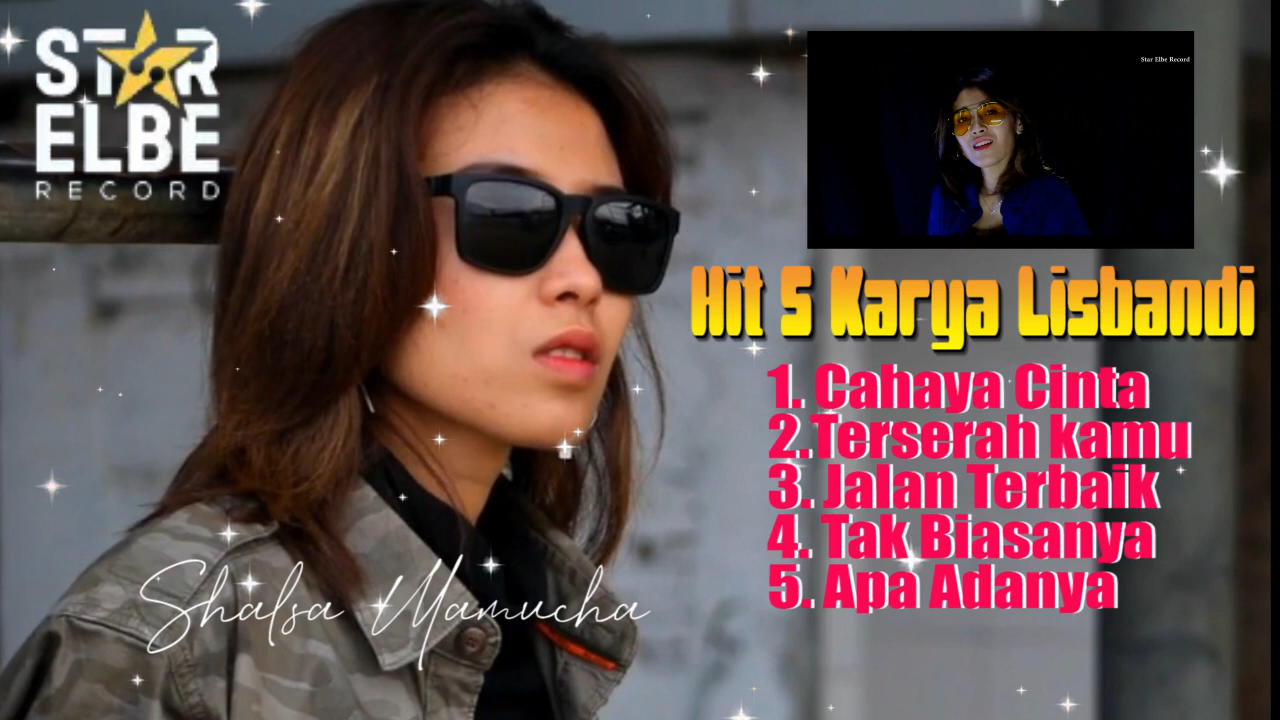 STAR
ELBE
RECORD
Star Elbe Record
Hit 5 Karya Lisbandi
1. Cahaya Cinta
2.Terserah kamu
3. Jalan Terbaik
4. Tak Biasanya
5. Apa Adanya
Shalsa Mamucha